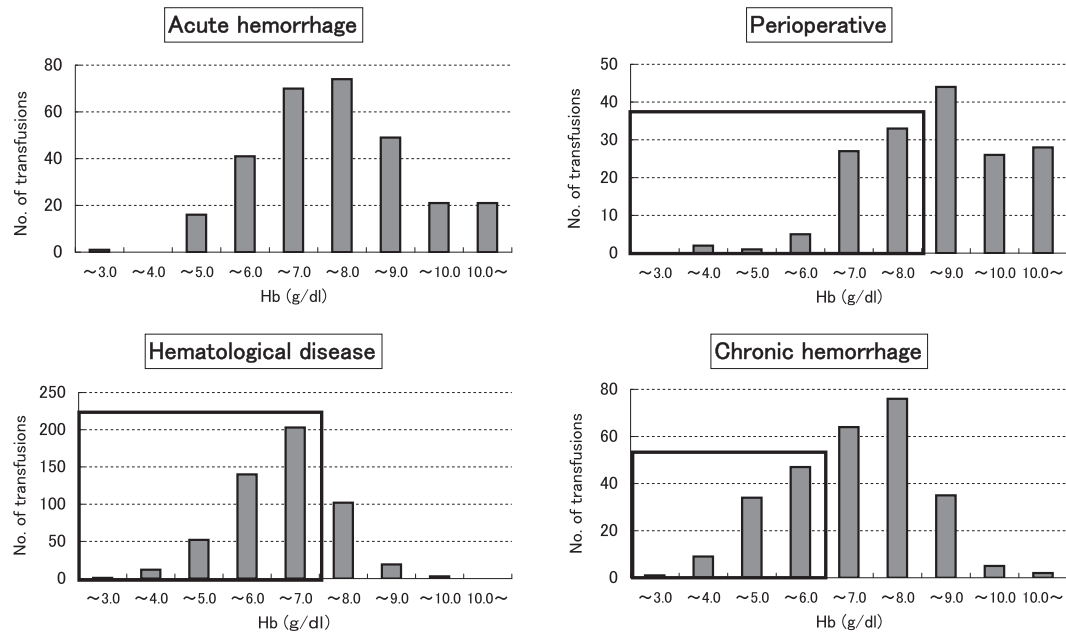 Acute hemorrhage
No. of transfusions
80
60
40
20
0
~3.0 ~4.0 ~5.0 ~6.0 ~7.0 ~8.0 ~9.0 ~10.0 10.0~
Hb (g/dl)
Perioperative
No. of transfusions
50
40
30
20
10
0
~3.0 ~4.0 ~5.0 ~6.0 ~7.0 ~8.0 ~9.0 ~10.0 10.0~
Hb (g/dl)
Hematological disease
No. of transfusions
250
200
150
100
50
0
~3.0 ~4.0 ~5.0 ~6.0 ~7.0 ~8.0 ~9.0 ~10.0 10.0~
Hb (g/dl)
Chronic hemorrhage
No. of transfusions
80
60
40
20
0
~3.0 ~4.0 ~5.0 ~6.0 ~7.0 ~8.0 ~9.0 ~10.0 10.0~
Hb (g/dl)